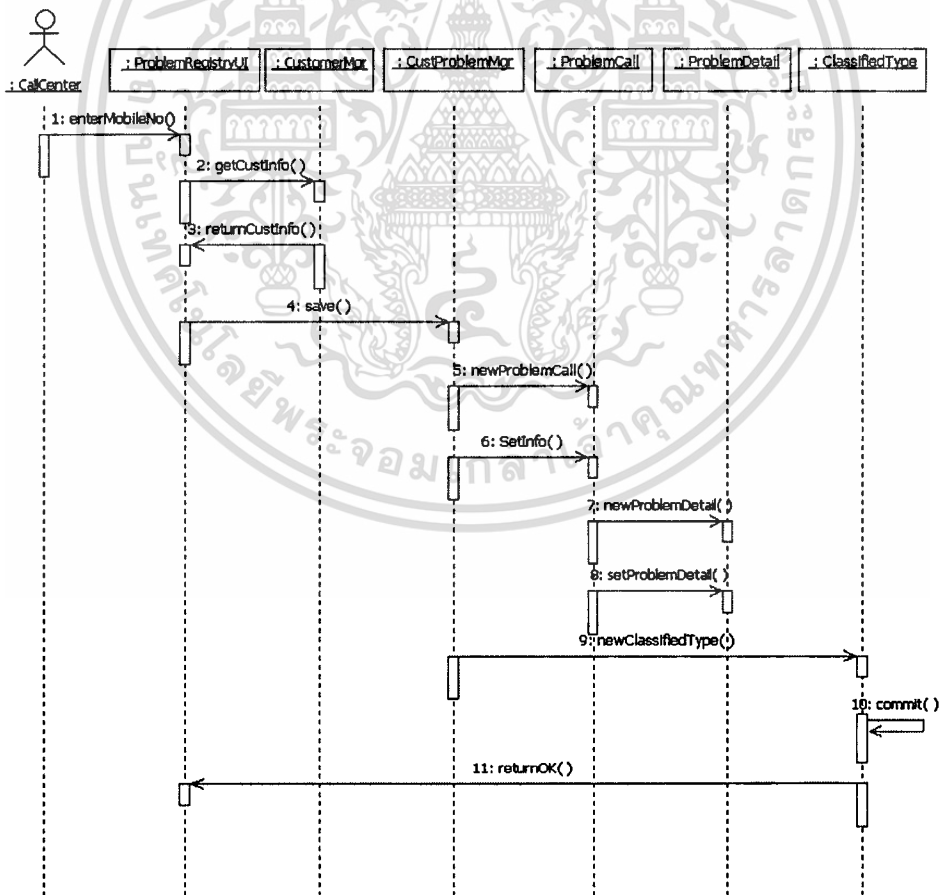 : CallCenter
: ProblemRegistryUI
: CustomerMgr
: CustProblemMgr
: ProblemCall
: ProblemDetail
: ClassifiedType
1: enterMobileNo()
2: getCustInfo()
3: returnCustInfo()
4: save()
5: newProblemCall()
6: SetInfo()
7: newProblemDetail( )
8: setProblemDetail( )
9: newClassifiedType()
10: commit( )
11: returnOK()